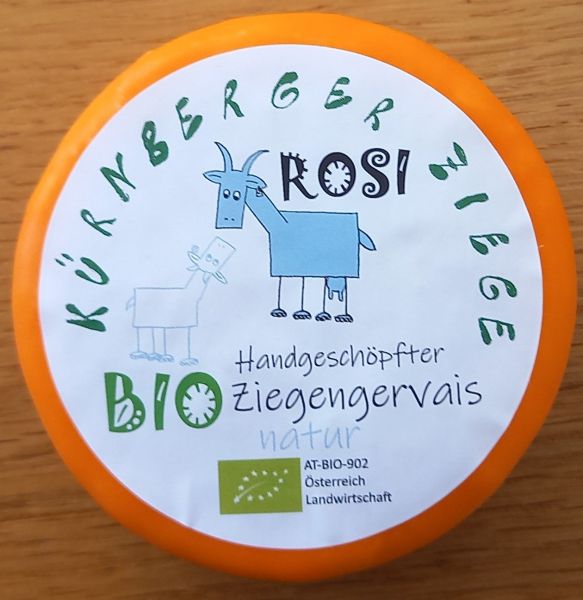 KÜRNBERGER ZIEGE
ROSI
Handgeschöpfter
BIO Ziegengervais
natur
AT-BIO-902
Österreich
Landwirtschaft